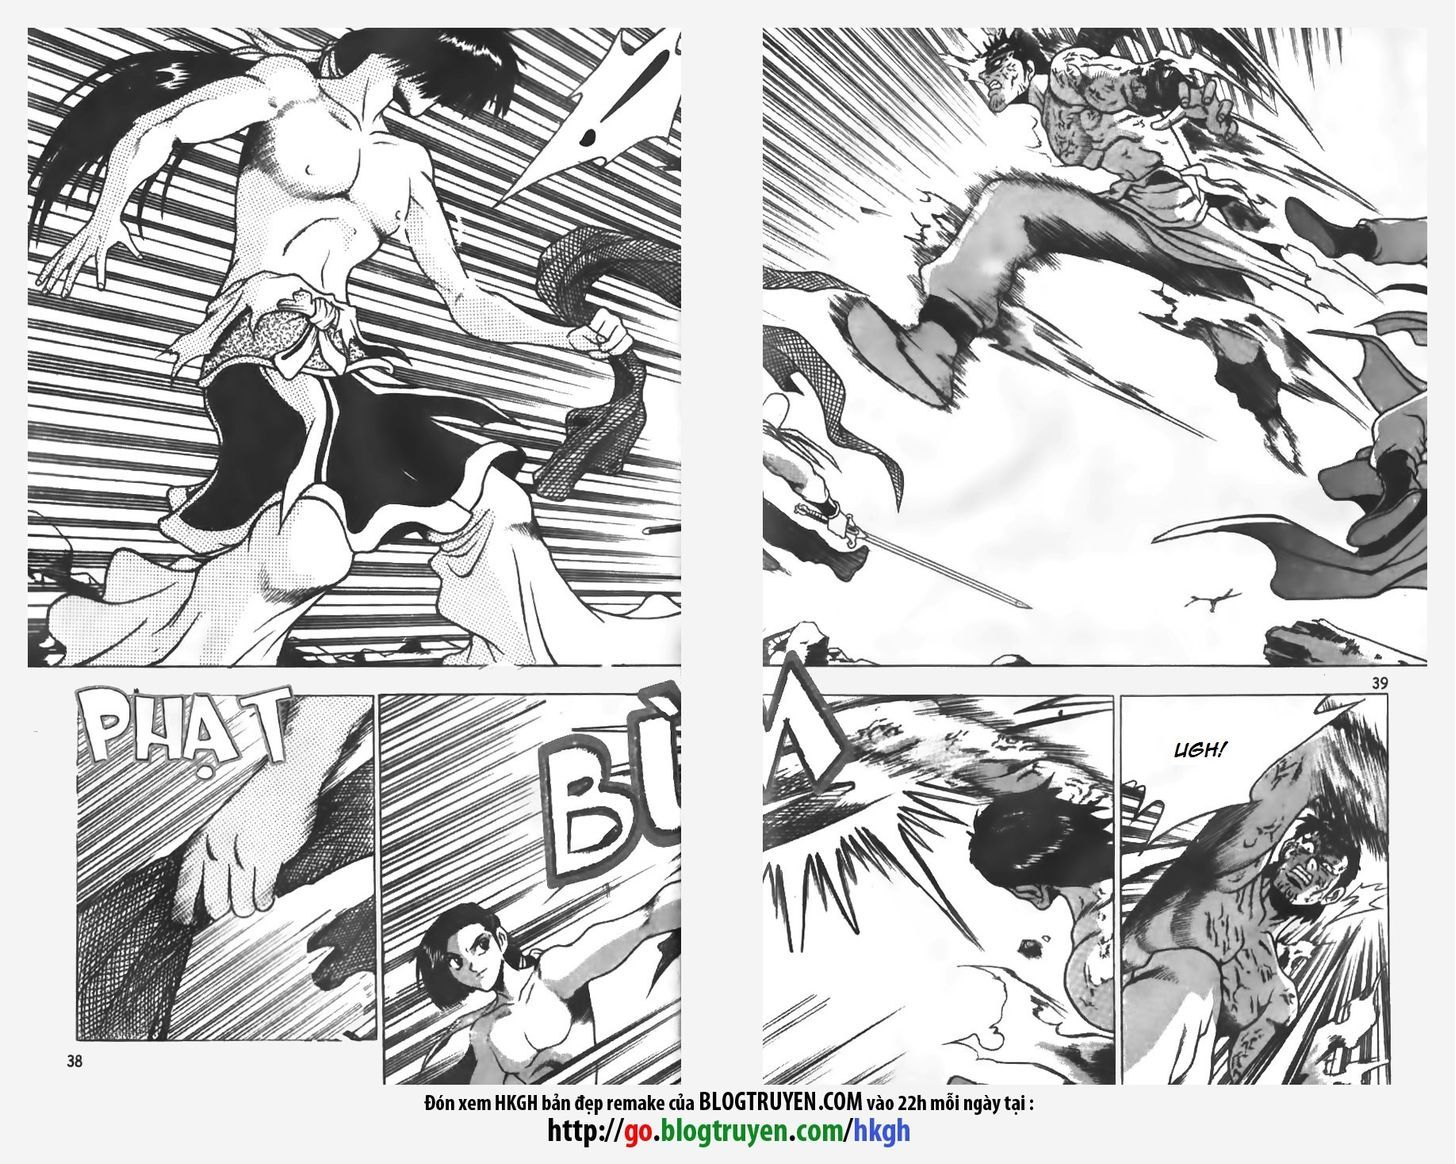 PHẠT
BÙ
M
UGH!
38
39
Đón xem HKGH bản đẹp remake của BLOGTRUYEN.COM vào 22h mỗi ngày tại :
http://go.blogtruyen.com/hkgh